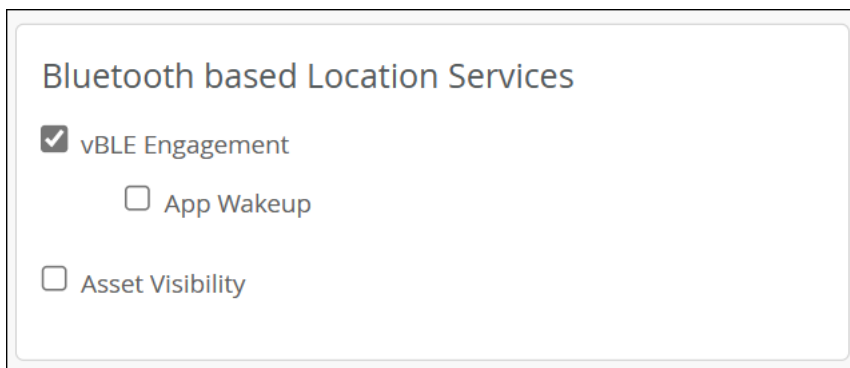 Bluetooth based Location Services
vBLE Engagement
App Wakeup
Asset Visibility